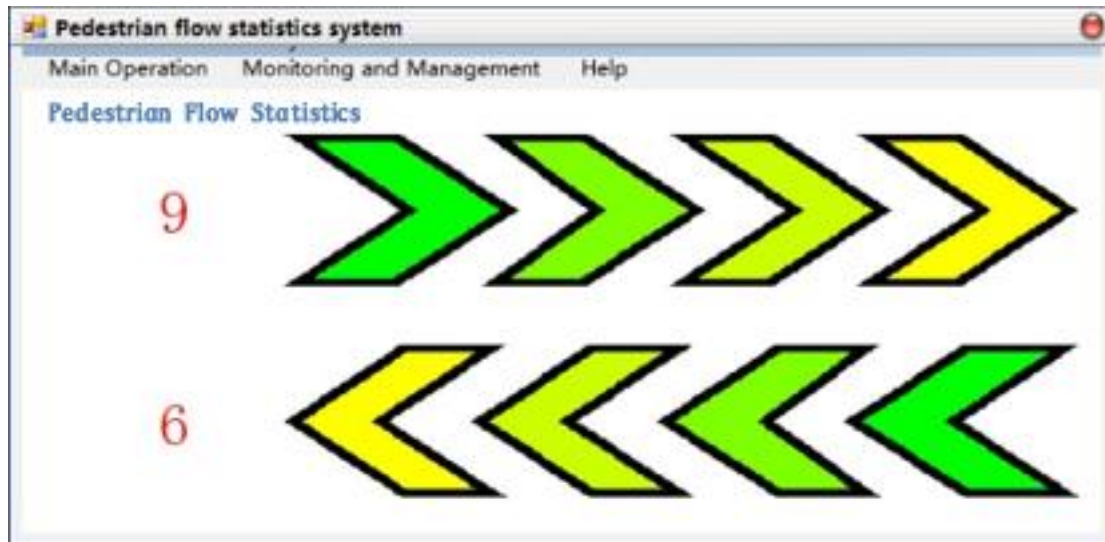 Pedestrian flow statistics system
Main Operation Monitoring and Management Help
Pedestrian Flow Statistics
9
6